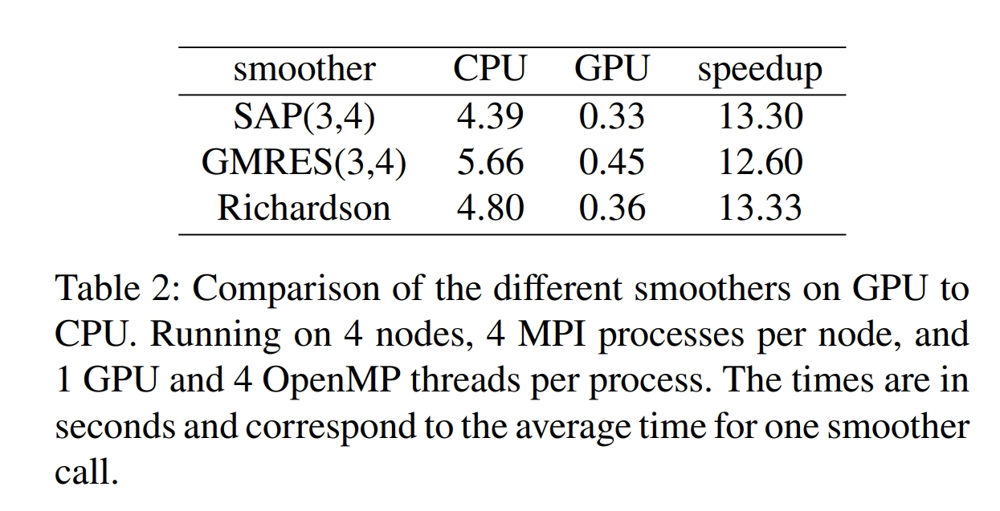 smoother CPU GPU speedup
SAP(3,4) 4.39 0.33 13.30
GMRES(3,4) 5.66 0.45 12.60
Richardson 4.80 0.36 13.33
Table 2: Comparison of the different smoothers on GPU to
CPU. Running on 4 nodes, 4 MPI processes per node, and
1 GPU and 4 OpenMP threads per process. The times are in
seconds and correspond to the average time for one smoother
call.